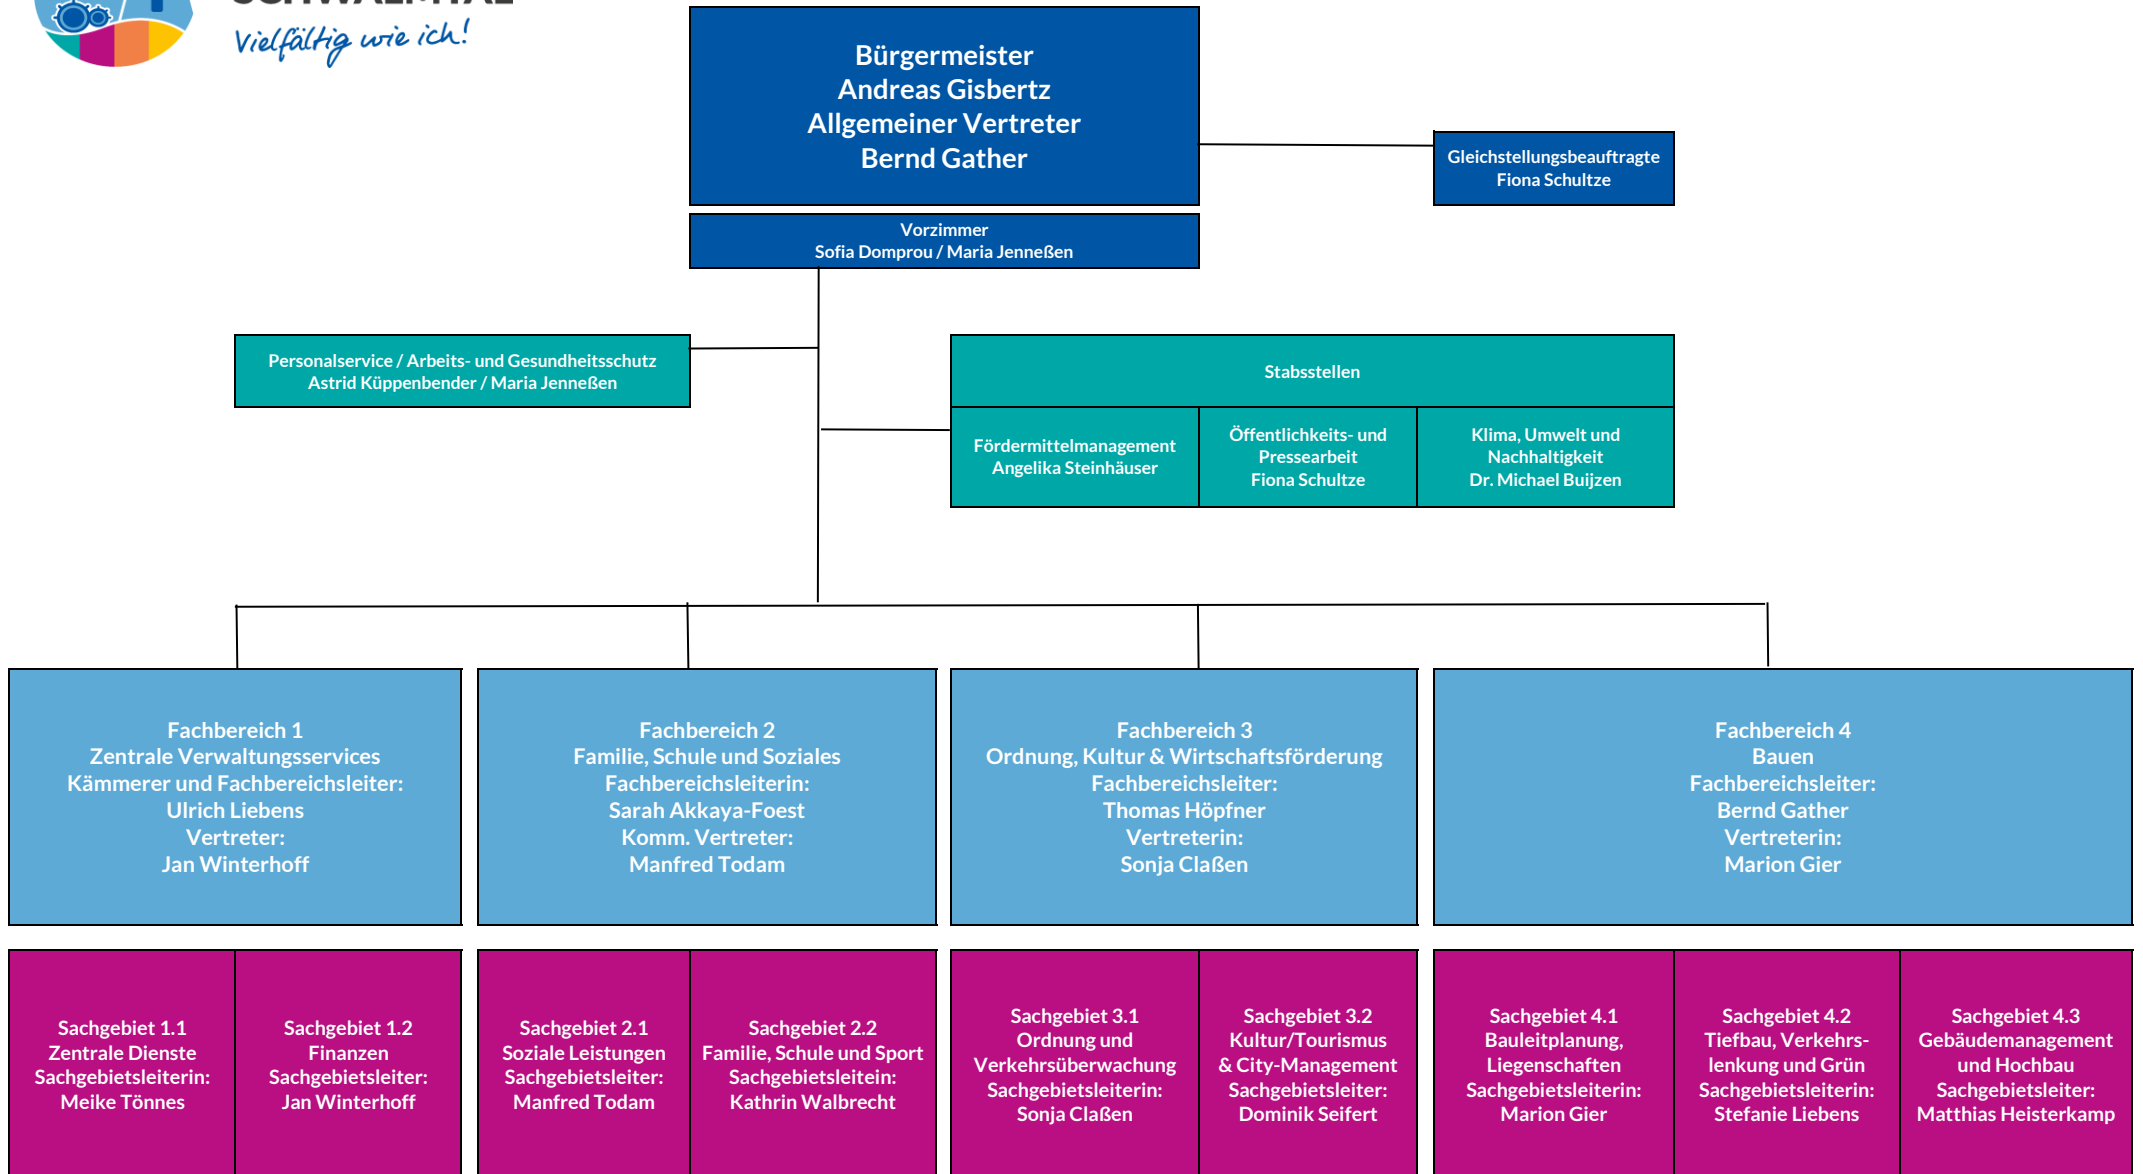 Vielfältig wie ich!
Bürgermeister
Andreas Gisbertz
Allgemeiner Vertreter
Bernd Gather
Gleichstellungsbeauftragte
Fiona Schultze
Vorzimmer
Sofia Domprou / Maria Jenneßen
Personalservice / Arbeits- und Gesundheitsschutz
Astrid Küppenbender / Maria Jenneßen
Stabsstellen
Fördermittelmanagement
Angelika Steinhäuser
Öffentlichkeits- und
Pressearbeit
Fiona Schultze
Klima, Umwelt und
Nachhaltigkeit
Dr. Michael Buijzen
Fachbereich 1
Zentrale Verwaltungsservices
Kämmerer und Fachbereichsleiter:
Ulrich Liebens
Vertreter:
Jan Winterhoff
Fachbereich 2
Familie, Schule und Soziales
Fachbereichsleiterin:
Sarah Akkaya-Foest
Komm. Vertreter:
Manfred Todam
Fachbereich 3
Ordnung, Kultur & Wirtschaftsförderung
Fachbereichsleiter:
Thomas Höpfner
Vertreterin:
Sonja Claßen
Fachbereich 4
Bauen
Fachbereichsleiter:
Bernd Gather
Vertreterin:
Marion Gier
Sachgebiet 1.1
Zentrale Dienste
Sachgebietsleiterin:
Meike Tönnes
Sachgebiet 1.2
Finanzen
Sachgebietsleiter:
Jan Winterhoff
Sachgebiet 2.1
Soziale Leistungen
Sachgebietsleiter:
Manfred Todam
Sachgebiet 2.2
Familie, Schule und Sport
Sachgebietsleitein:
Kathrin Walbrecht
Sachgebiet 3.1
Ordnung und
Verkehrsüberwachung
Sachgebietsleiterin:
Sonja Claßen
Sachgebiet 3.2
Kultur/Tourismus
& City-Management
Sachgebietsleiter:
Dominik Seifert
Sachgebiet 4.1
Bauleitplanung,
Liegenschaften
Sachgebietsleiterin:
Marion Gier
Sachgebiet 4.2
Tiefbau, Verkehrs-
lenkung und Grün
Sachgebietsleiterin:
Stefanie Liebens
Sachgebiet 4.3
Gebäudemanagement
und Hochbau
Sachgebietsleiter:
Matthias Heisterkamp